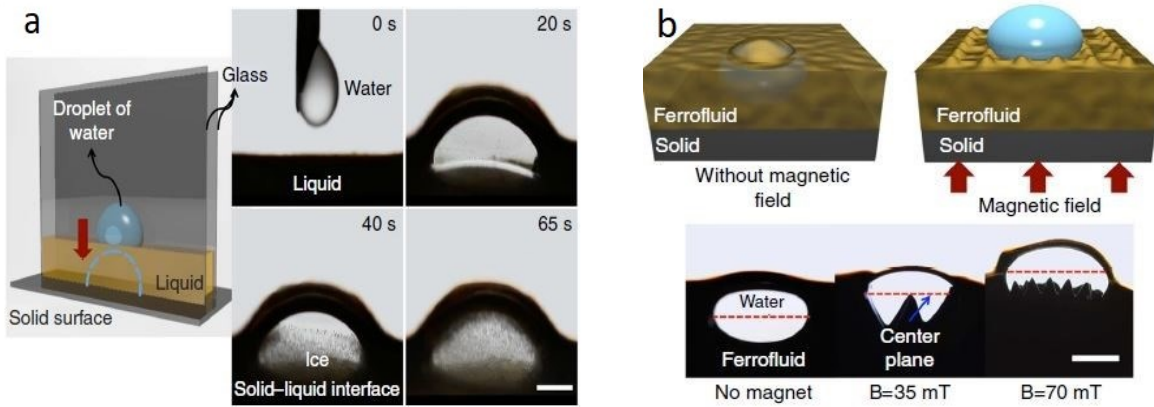 a
Glass
Droplet of
water
Liquid
Solid surface
0 s
Water
Liquid
20 s
40 s
Ice
Solid–liquid interface
65 s
b
Ferrofluid
Solid
Without magnetic
field
Ferrofluid
Solid
Magnetic field
Water
Ferrofluid
No magnet
Center
plane
B=35 mT
B=70 mT